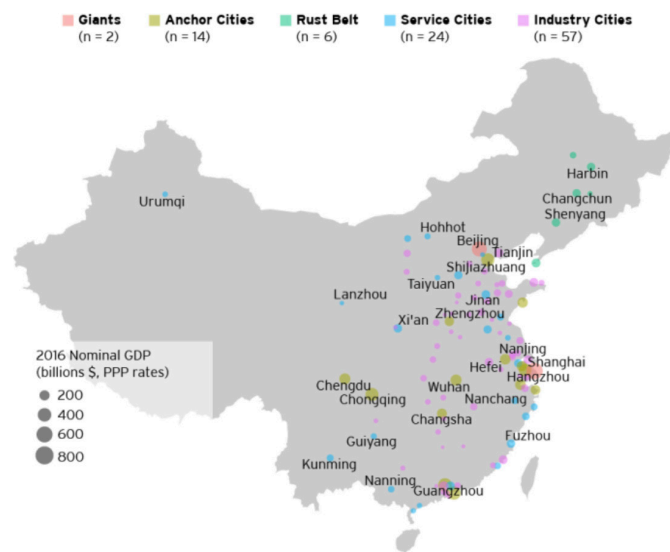 Giants
(n = 2)
Anchor Cities
(n = 14)
Rust Belt
(n = 6)
Service Cities
(n = 24)
Industry Cities
(n = 57)
Harbin
Urumqi
Changchun
Shenyang
Hohhot
Beijing
TianJin
ShiJiazhuang
Taiyuan
Lanzhou
Jinan
Zhengzhou
Xi'an
NanJing
Shanghai
Hefei
Hangzhou
Chengdu
Wuhan
Chongqing
Nanchang
Changsha
Guiyang
Fuzhou
Kunming
Nanning
Guangzhou
2016 Nominal GDP
(billions $, PPP rates)
200
400
600
800